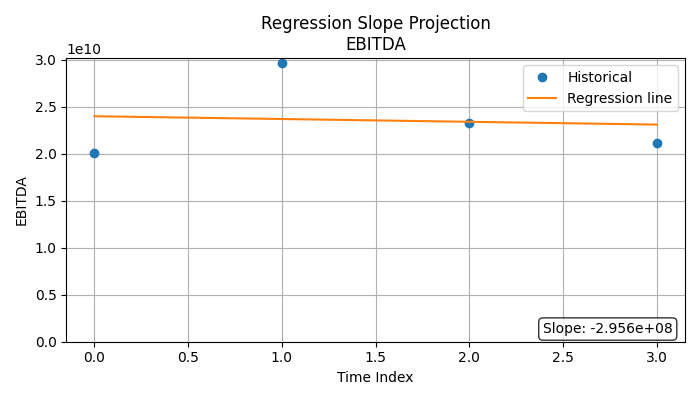 Regression Slope Projection
EBITDA
1e10
3.0
2.5
2.0
1.5
1.0
0.5
0.0
EBITDA
Historical
Regression line
Slope: -2.956e+08
0.0 0.5 1.0 1.5 2.0 2.5 3.0
Time Index